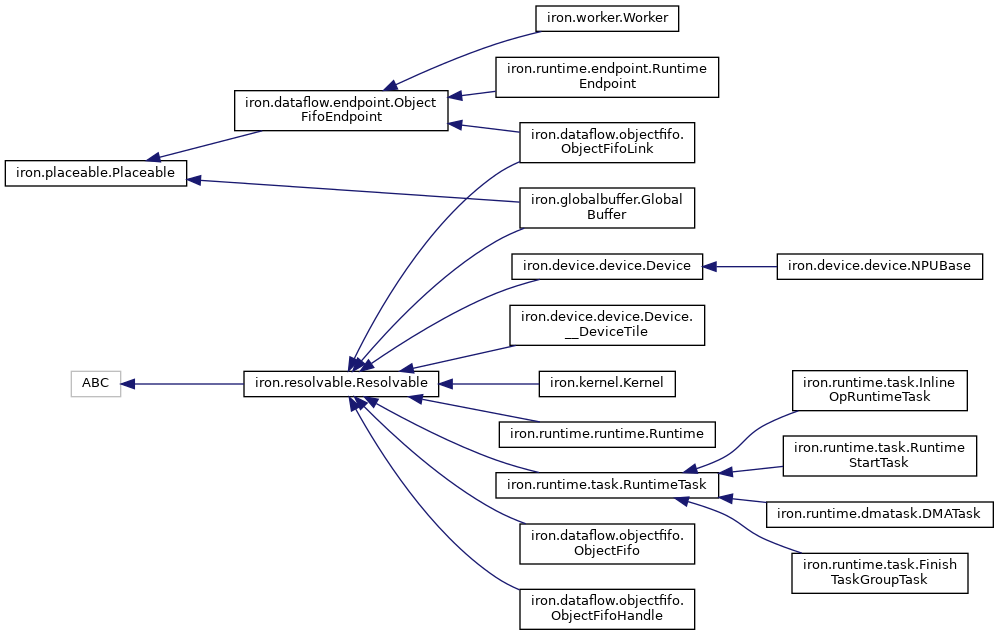 iron.worker.Worker
iron.runtime.endpoint.Runtime
Endpoint
iron.dataflow.endpoint.Object
FifoEndpoint
iron.dataflow.objectfifo.
ObjectFifoLink
iron.placeable.Placeable
iron.globalbuffer.Global
Buffer
iron.device.device.Device
iron.device.device.NPUBase
iron.device.device.Device.
__DeviceTile
ABC
iron.resolvable.Resolvable
iron.kernel.Kernel
iron.runtime.task.Inline
OpRuntimeTask
iron.runtime.runtime.Runtime
iron.runtime.task.Runtime
StartTask
iron.runtime.task.RuntimeTask
iron.runtime.dmatask.DMATask
iron.dataflow.objectfifo.
ObjectFifo
iron.runtime.task.Finish
TaskGroupTask
iron.dataflow.objectfifo.
ObjectFifoHandle